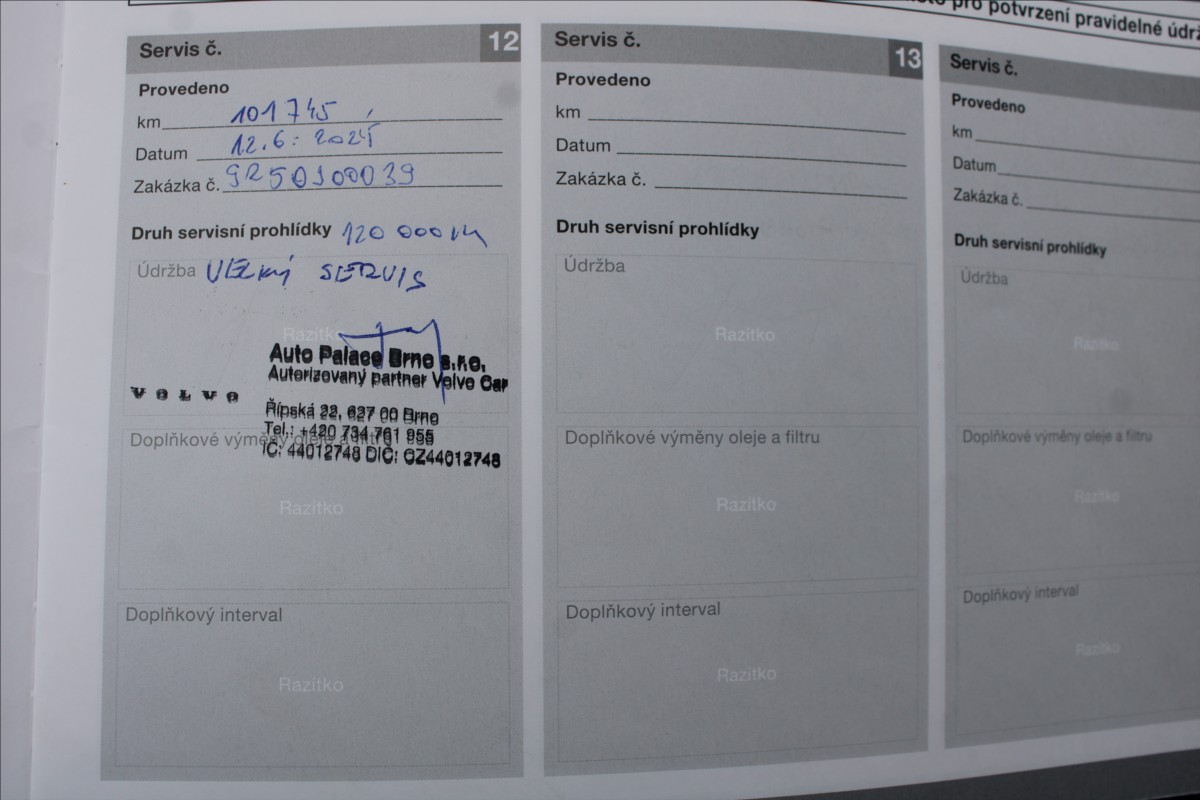 pro potvrzení pravidelné údr
Servis č. 12
Provedeno
km 101745
Datum 12.6. 2025
Zakázka č. 9250100039
Druh servisní prohlídky 120 000 km
Údržba VELKÝ SERVIS
Razítko
Auto Palace Brno s.r.o.
Autorizovaný partner Volvo Car
VOLVO
Řípská 22, 627 00 Brno
Tel.: +420 734 761 955
Doplňkové výměny oleje a filtru
IČ: 44012748 DIČ: CZ44012748
Razítko
Doplňkový interval
Razítko
Servis č. 13
Provedeno
km
Datum
Zakázka č.
Druh servisní prohlídky
Údržba
Razítko
Doplňkové výměny oleje a filtru
Razítko
Doplňkový interval
Razítko
Servis č.
Provedeno
km
Datum
Zakázka č.
Druh servisní prohlídky
Údržba
Razítko
Doplňkové výměny oleje a filtru
Razítko
Doplňkový interval
Razítko